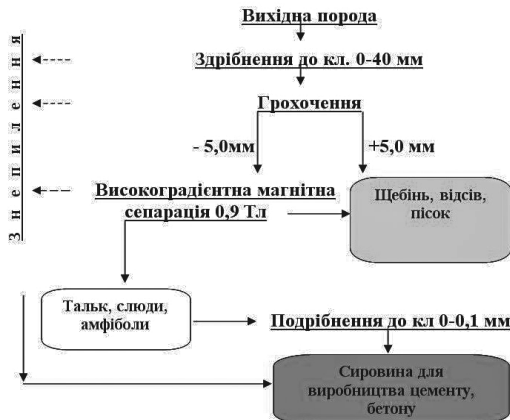 Вихідна порода
Здрібнення до кл. 0-40 мм
Грохочення
- 5,0мм
+5,0 мм
Високоградієнтна магнітна
сепарація 0,9 Тл
Щебінь, відсів,
пісок
Знепилення
Тальк, слюди,
амфіболи
Подрібнення до кл 0-0,1 мм
Сировина для
виробництва цементу,
бетону